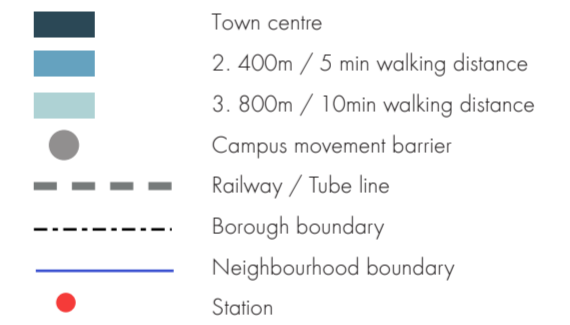 Town centre
2. 400m / 5 min walking distance
3. 800m / 10min walking distance
Campus movement barrier
Railway / Tube line
Borough boundary
Neighbourhood boundary
Station